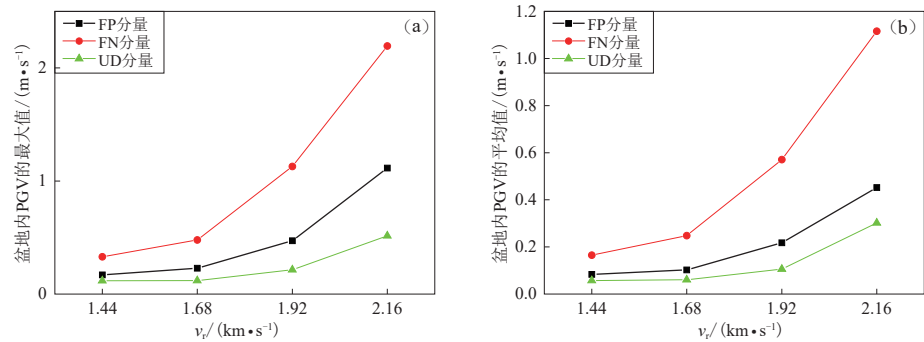 (a)
FP分量
FN分量
UD分量
盆地内PGV的最大值/(m•s⁻¹)
2
1
0
1.44 1.68 1.92 2.16
vᵣ/(km•s⁻¹)
(b)
FP分量
FN分量
UD分量
盆地内PGV的平均值/(m•s⁻¹)
1.2
1.0
0.8
0.6
0.4
0.2
0
1.44 1.68 1.92 2.16
vᵣ/(km•s⁻¹)